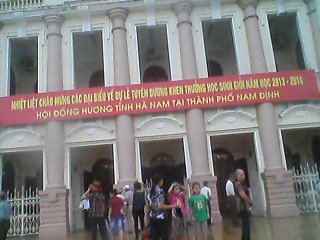 NHIỆT LIỆT CHÀO MỪNG CÁC ĐẠI BIỂU VỀ DỰ LỄ TUYÊN DƯƠNG KHEN THƯỞNG HỌC SINH GIỎI NĂM HỌC 2013 - 2014
HỘI ĐỒNG HƯƠNG TỈNH HÀ NAM TẠI THÀNH PHỐ NAM ĐỊNH